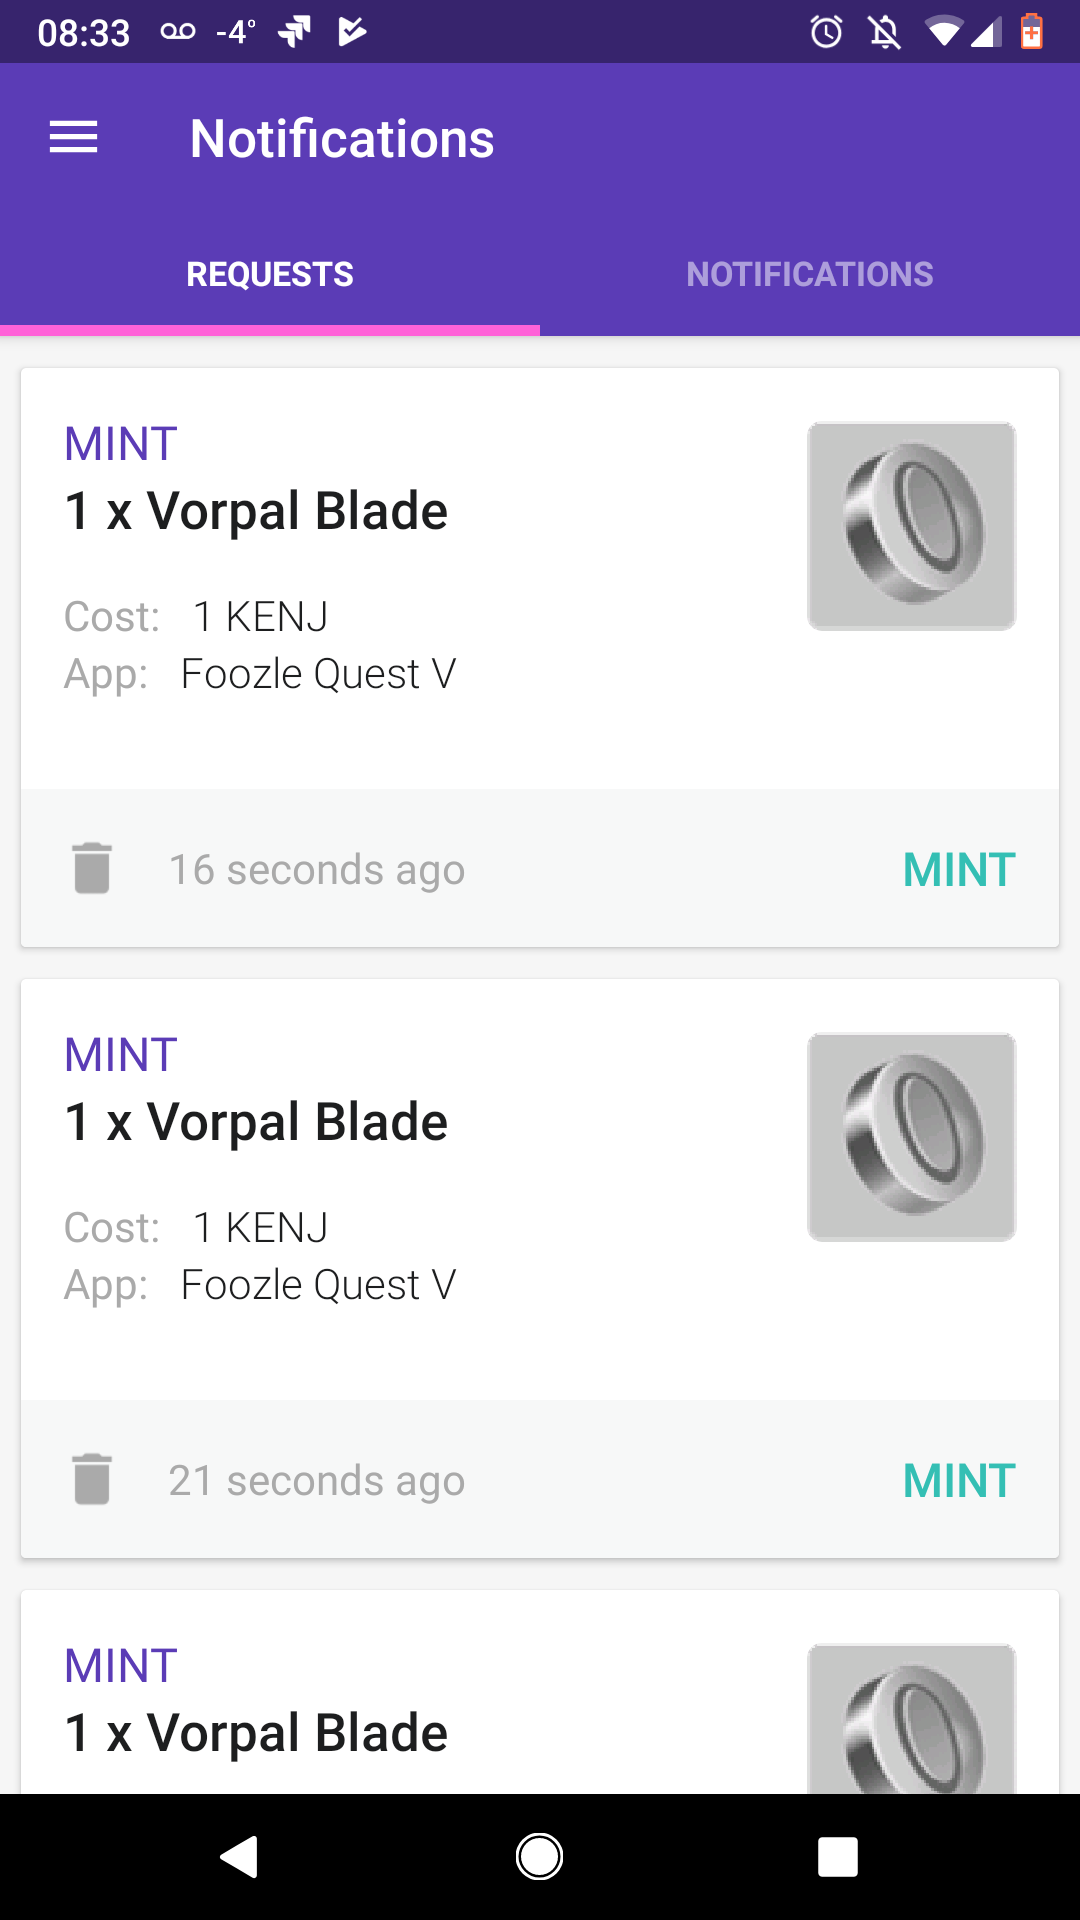 08:33 -4°
Notifications
REQUESTS NOTIFICATIONS
MINT
1 x Vorpal Blade
Cost: 1 KENJ
App: Foozle Quest V
16 seconds ago MINT
MINT
1 x Vorpal Blade
Cost: 1 KENJ
App: Foozle Quest V
21 seconds ago MINT
MINT
1 x Vorpal Blade